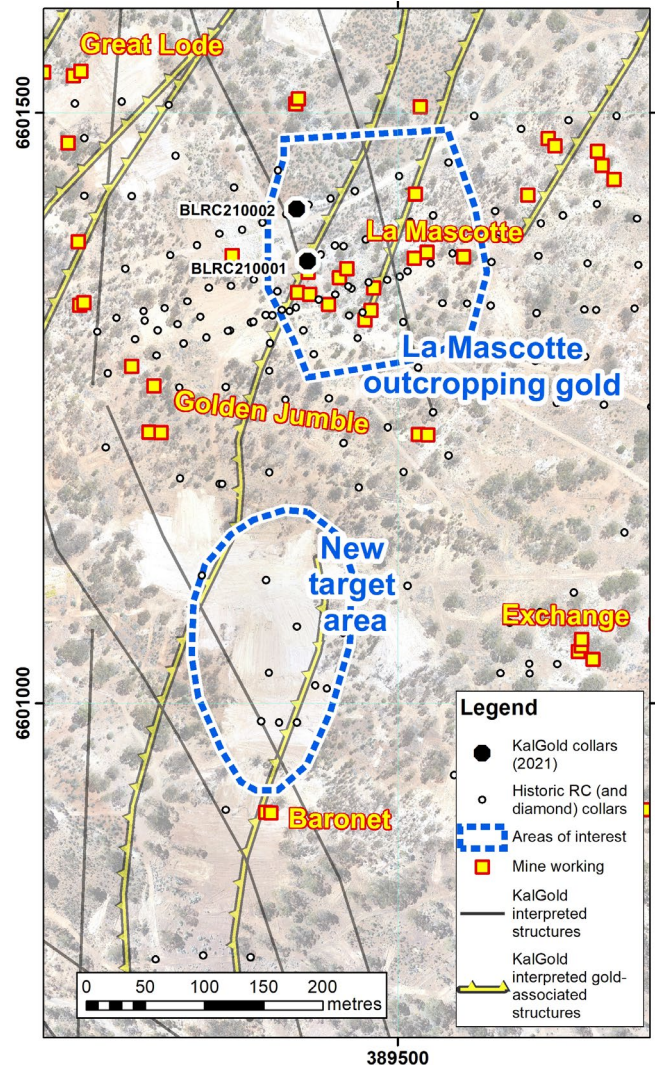 Great Lode
6601500
BLRC210002
La Mascotte
BLRC210001
La Mascotte
outcropping gold
Golden Jumble
New
target
area
Exchange
6601000
Baronet
Legend
KalGold collars
(2021)
Historic RC (and
diamond) collars
Areas of interest
Mine working
KalGold
interpreted
structures
KalGold
interpreted gold-
associated
structures
0 50 100 150 200
metres
389500